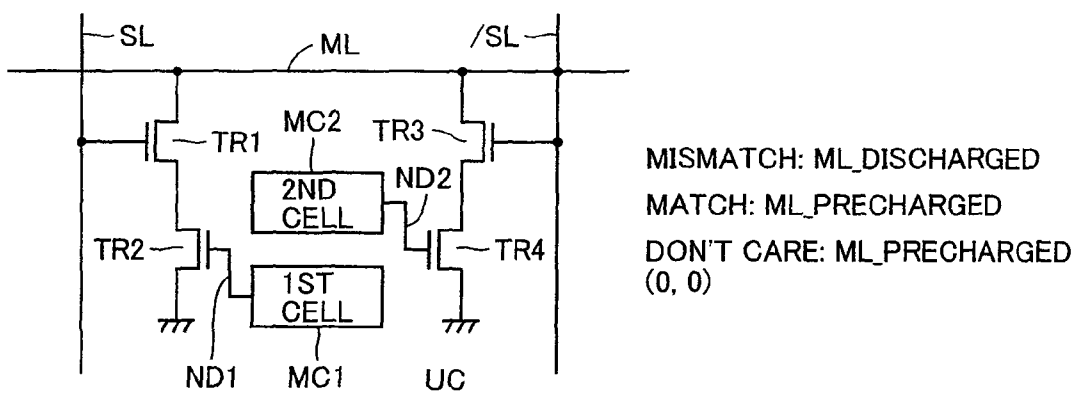 SL
ML
/SL
TR1
MC2
TR3
ND2
2ND
CELL
TR2
TR4
1ST
CELL
ND1
MC1
UC
MISMATCH: ML_DISCHARGED
MATCH: ML_PRECHARGED
DON'T CARE: ML_PRECHARGED
(0, 0)